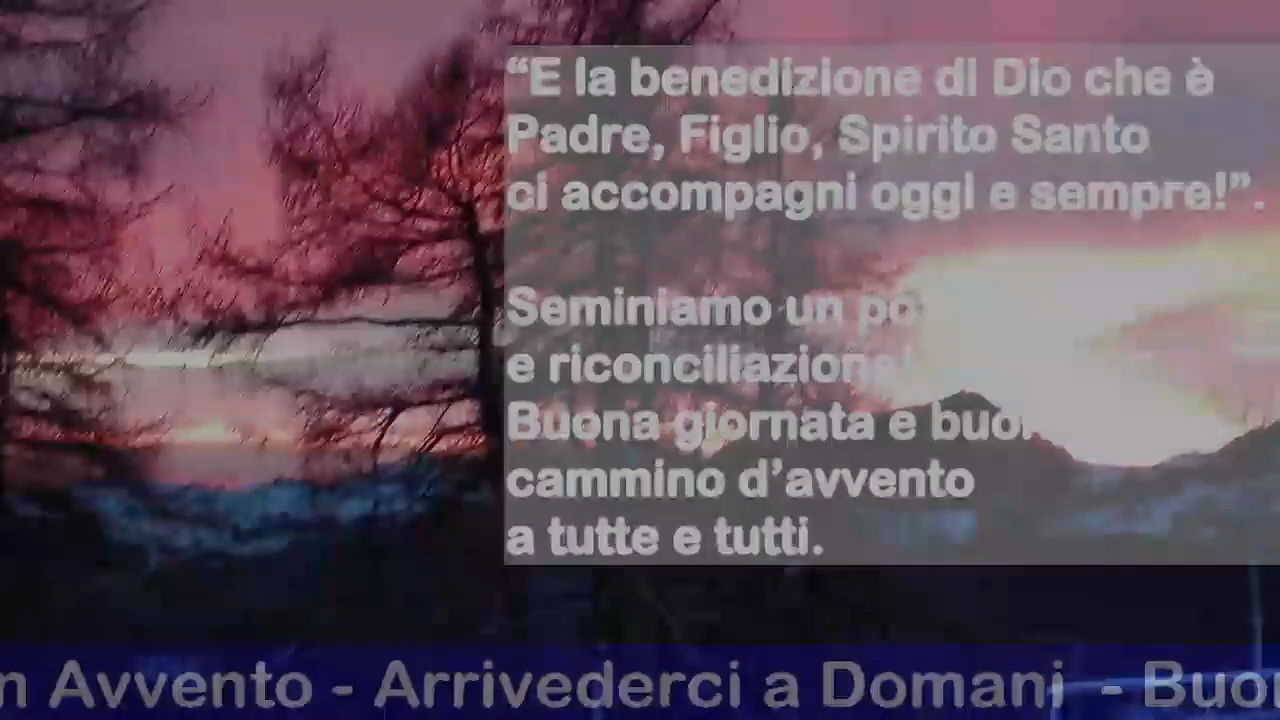 “E la benedizione di Dio che è
Padre, Figlio, Spirito Santo
ci accompagni oggi e sempre!”.
Seminiamo un po
e riconciliazione!
Buona giornata e buon
cammino d’avvento
a tutte e tutti.
n Avvento - Arrivederci a Domani - Buon